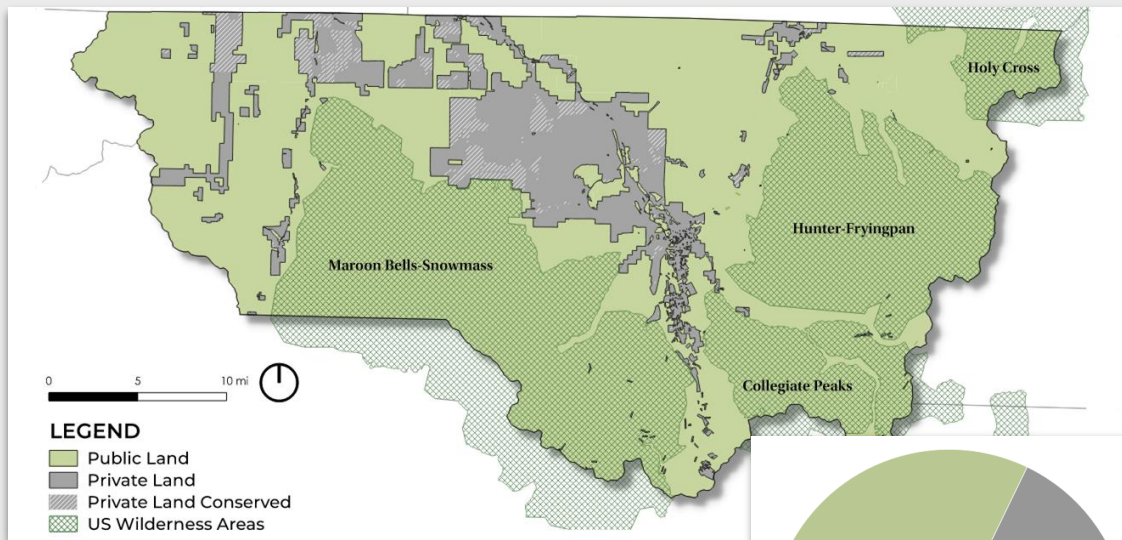 Holy Cross
Hunter-Fryingpan
Maroon Bells-Snowmass
Collegiate Peaks
0 5 10 mi
LEGEND
Public Land
Private Land
Private Land Conserved
US Wilderness Areas